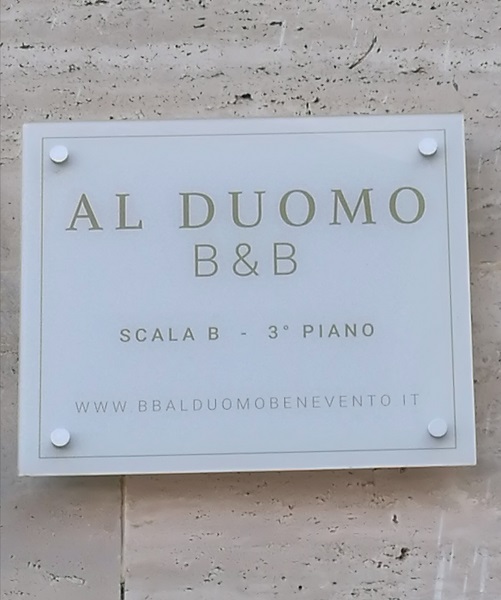 AL DUOMO
B&B
SCALA B - 3° PIANO
WWW.BBALDUOMOBENEVENTO.IT